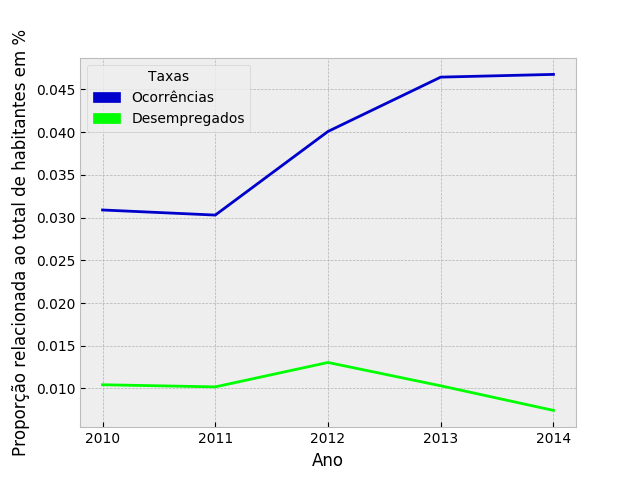 Proporção relacionada ao total de habitantes em %
Taxas
Ocorrências
Desempregados
0.045
0.040
0.035
0.030
0.025
0.020
0.015
0.010
2010 2011 2012 2013 2014
Ano